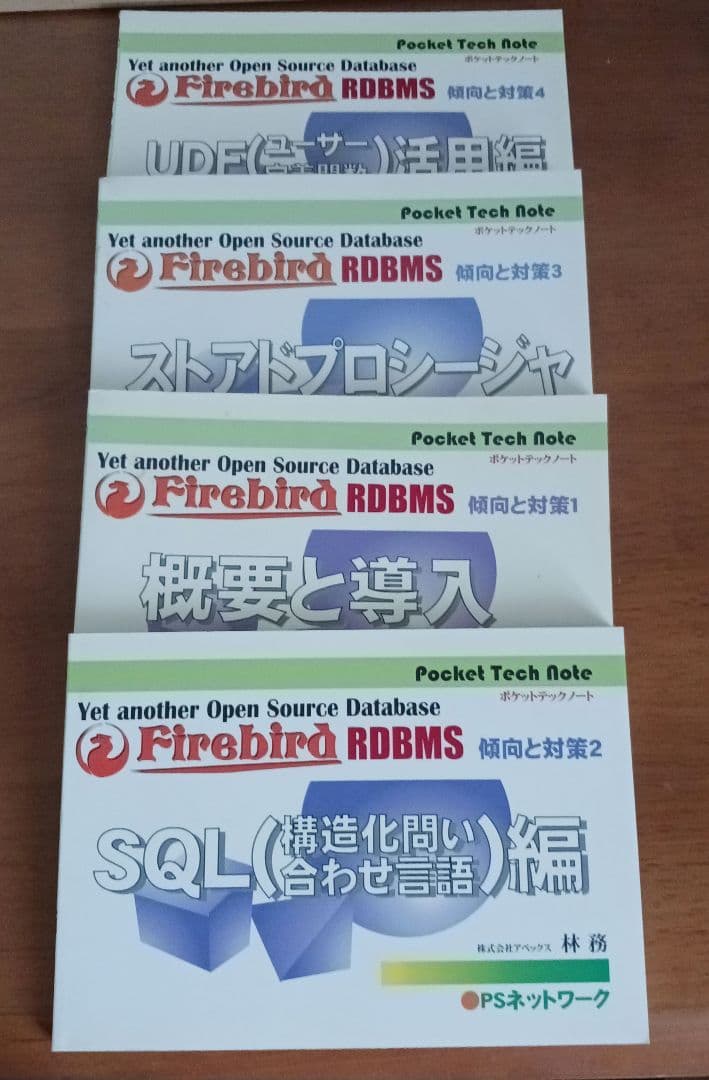 Pocket Tech Note
ポケットテックノート
Yet another Open Source Database
Firebird RDBMS 傾向と対策4
UDF(ユーザー定義関数)活用編
Pocket Tech Note
ポケットテックノート
Yet another Open Source Database
Firebird RDBMS 傾向と対策3
ストアドプロシージャ
Pocket Tech Note
ポケットテックノート
Yet another Open Source Database
Firebird RDBMS 傾向と対策1
概要と導入
Pocket Tech Note
ポケットテックノート
Yet another Open Source Database
Firebird RDBMS 傾向と対策2
SQL(構造化問い合わせ言語)編
株式会社アペックス 林 務
PSネットワーク